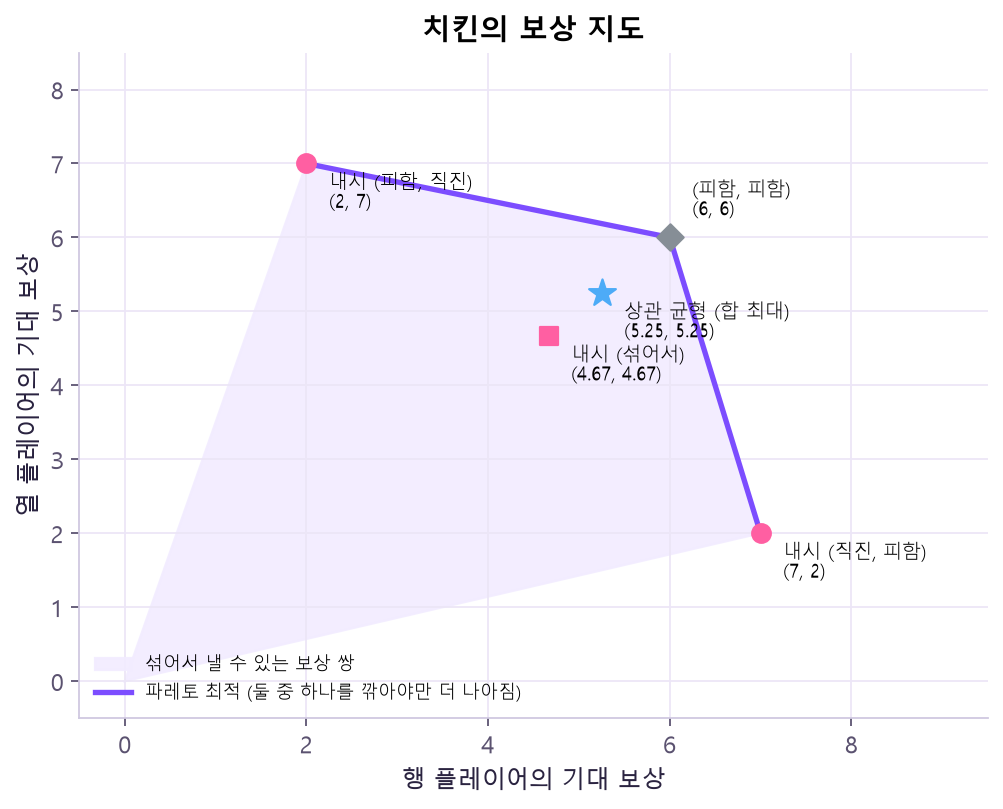 치킨의 보상 지도
열 플레이어의 기대 보상
8
7
6
5
4
3
2
1
0
내시 (피함, 직진)
(2, 7)
(피함, 피함)
(6, 6)
상관 균형 (합 최대)
(5.25, 5.25)
내시 (섞어서)
(4.67, 4.67)
내시 (직진, 피함)
(7, 2)
섞어서 낼 수 있는 보상 쌍
파레토 최적 (둘 중 하나를 깎아야만 더 나아짐)
0 2 4 6 8
행 플레이어의 기대 보상